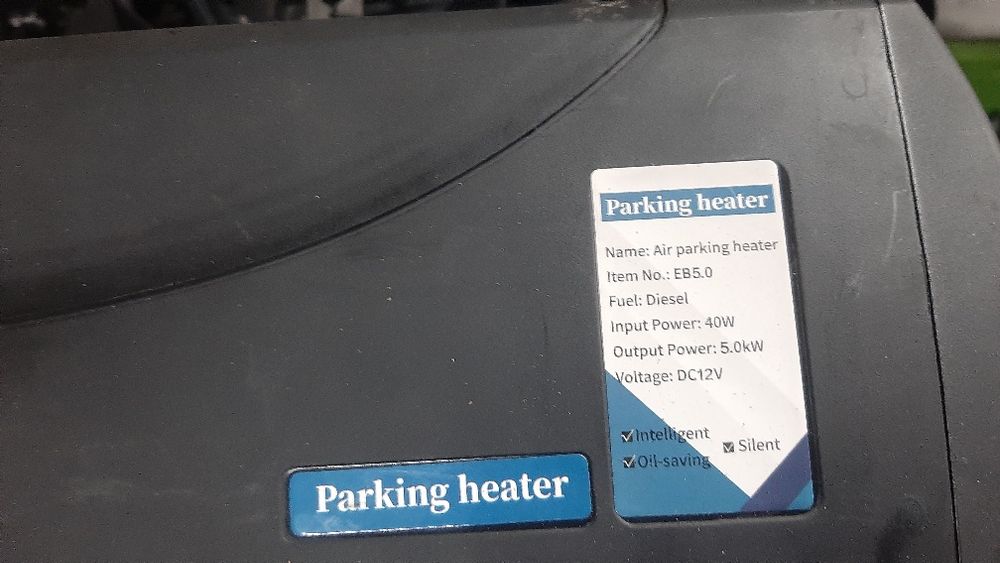 Parking heater
Name: Air parking heater
Item No.: EB5.0
Fuel: Diesel
Input Power: 40W
Output Power: 5.0kW
Voltage: DC12V
Intelligent
Silent
Oil-saving
Parking heater